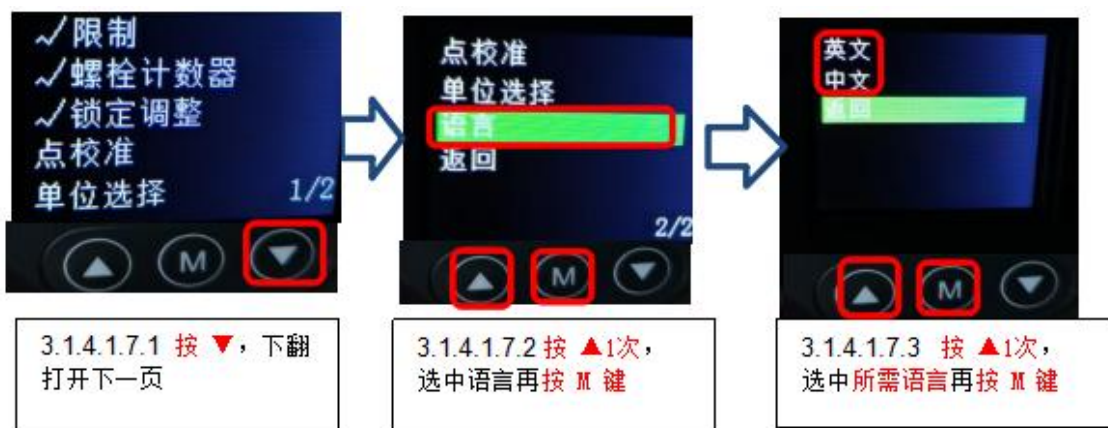 ✓限制
✓螺栓计数器
✓锁定调整
点校准
单位选择 1/2
▲ M ▼
3.1.4.1.7.1 按 ▼，下翻
打开下一页
点校准
单位选择
语言
返回
2/2
▲ M ▼
3.1.4.1.7.2 按 ▲1次，
选中语言再按 M 键
英文
中文
返回
▲ M ▼
3.1.4.1.7.3 按 ▲1次，
选中所需语言再按 M 键